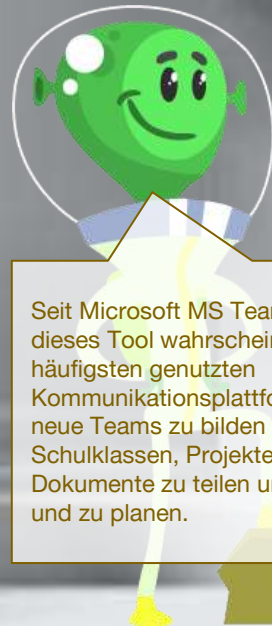 Seit Microsoft MS Tea
dieses Tool wahrschein
häufigsten genutzten
Kommunikationsplattfo
neue Teams zu bilden
Schulklassen, Projekte
Dokumente zu teilen u
und zu planen.